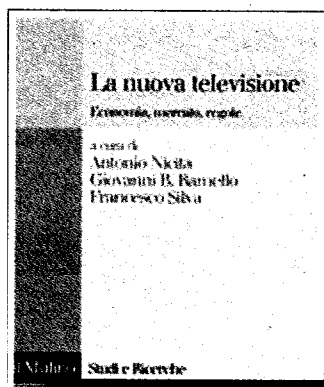 La nuova televisione
Economia, mercato, regole
a cura di
Antonio Nicita
Giovanni B. Ramello
Francesco Silva
il Mulino Studi e Ricerche